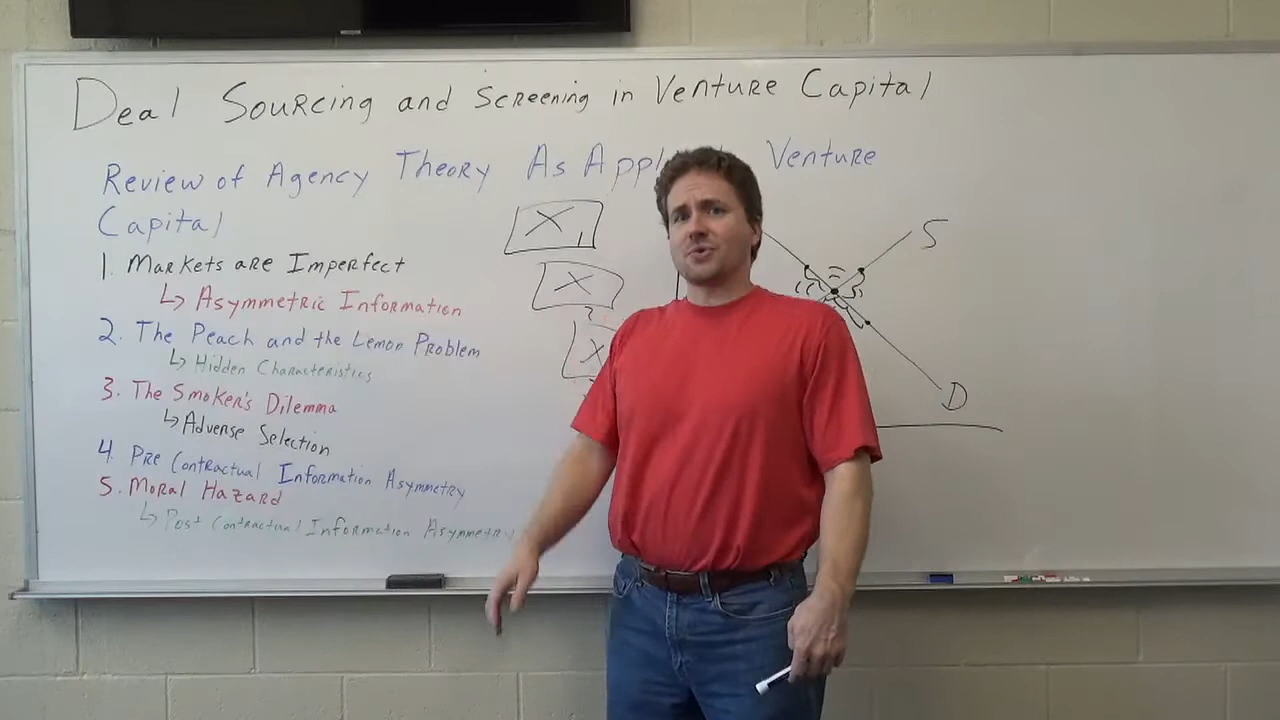 Deal Sourcing and Screening in Venture Capital
Review of Agency Theory As Appl Venture
Capital
1. Markets are Imperfect
↳ Asymmetric Information
2. The Peach and the Lemon Problem
↳ Hidden Characteristics
3. The Smoker's Dilemma
↳ Adverse Selection
4. Pre Contractual Information Asymmetry
5. Moral Hazard
↳ Post Contractual Information Asymmetry
X1
X2
X
S
D